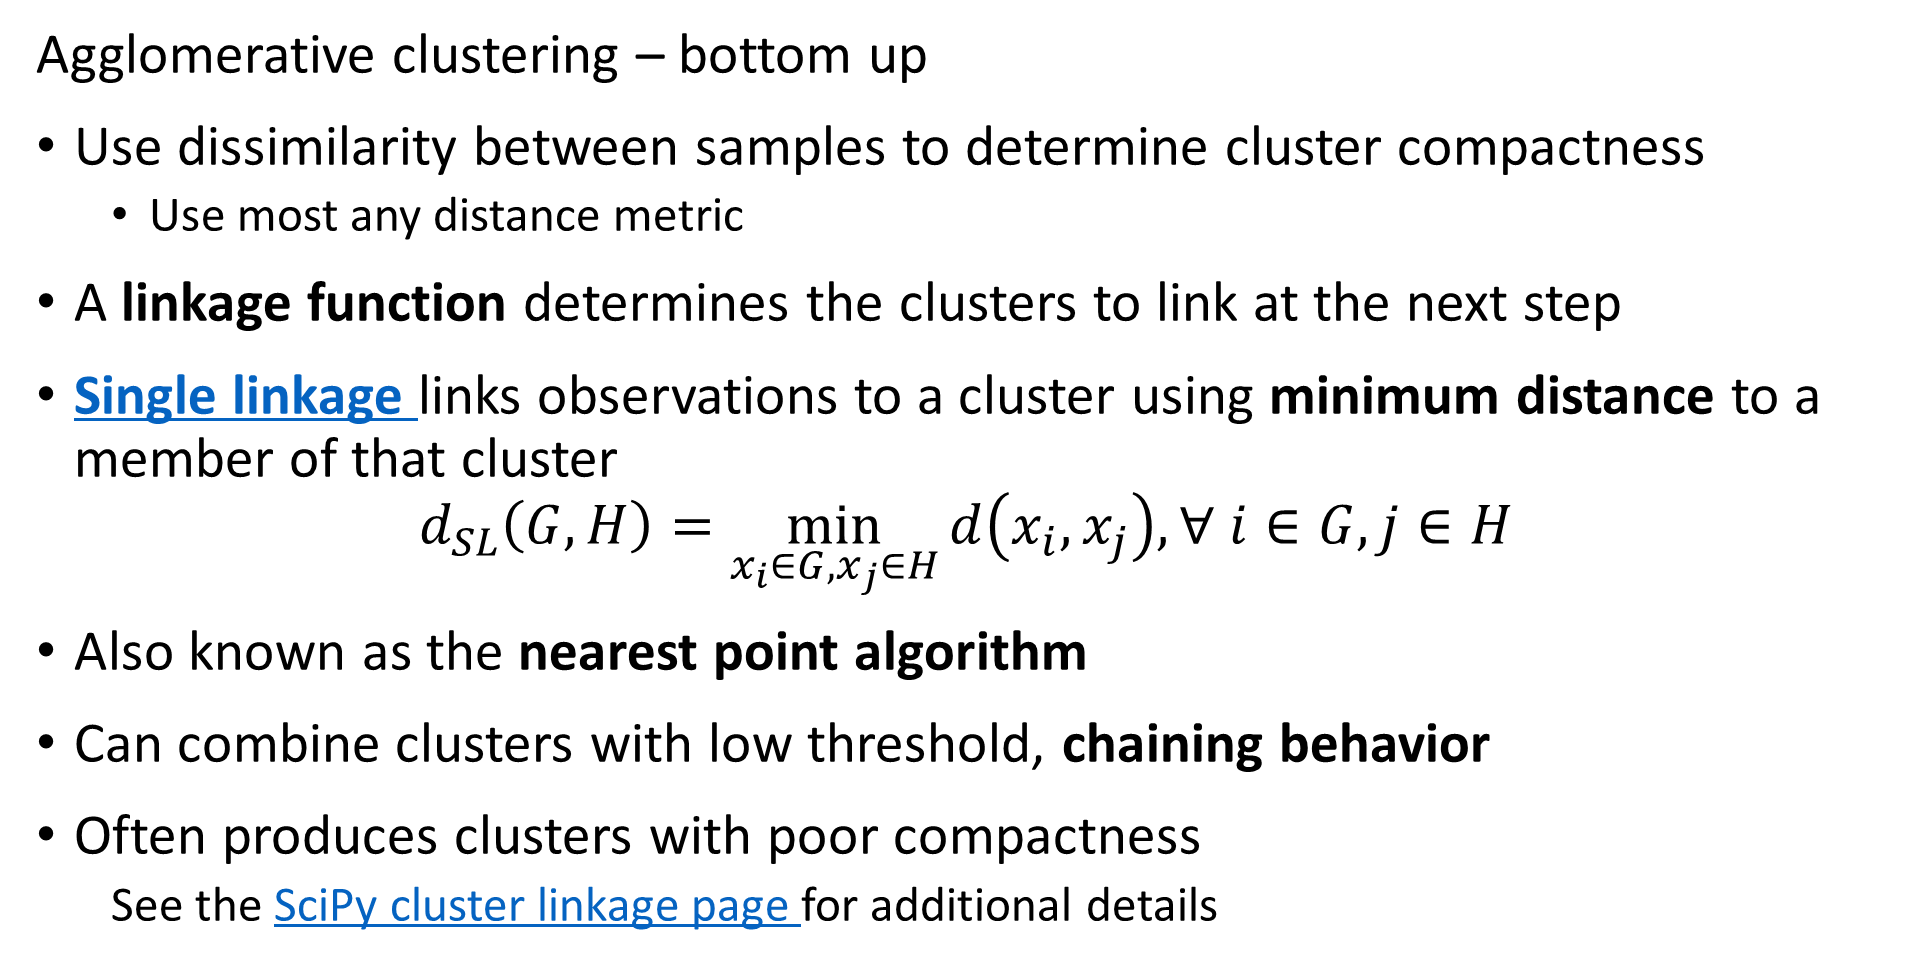 Agglomerative clustering – bottom up
• Use dissimilarity between samples to determine cluster compactness
• Use most any distance metric
• A linkage function determines the clusters to link at the next step
• Single linkage links observations to a cluster using minimum distance to a
member of that cluster
d_{SL}(G, H) = min_{x_i∈G,x_j∈H} d(x_i, x_j), ∀ i ∈ G, j ∈ H
• Also known as the nearest point algorithm
• Can combine clusters with low threshold, chaining behavior
• Often produces clusters with poor compactness
See the SciPy cluster linkage page for additional details